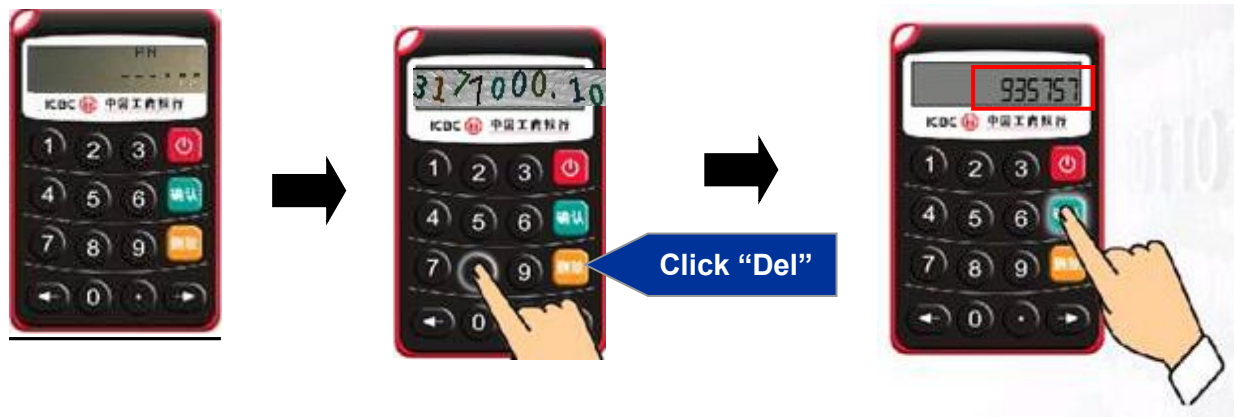 ------
ICBC 中国工商银行
1 2 3
4 5 6 确认
7 8 9 删除
0 .
3177000.10
ICBC 中国工商银行
1 2 3
4 5 6 确认
7 9 删除
0
Click “Del”
935757
ICBC 中国工商银行
1 2 3
4 5 6
7 8 9 删除
0 .